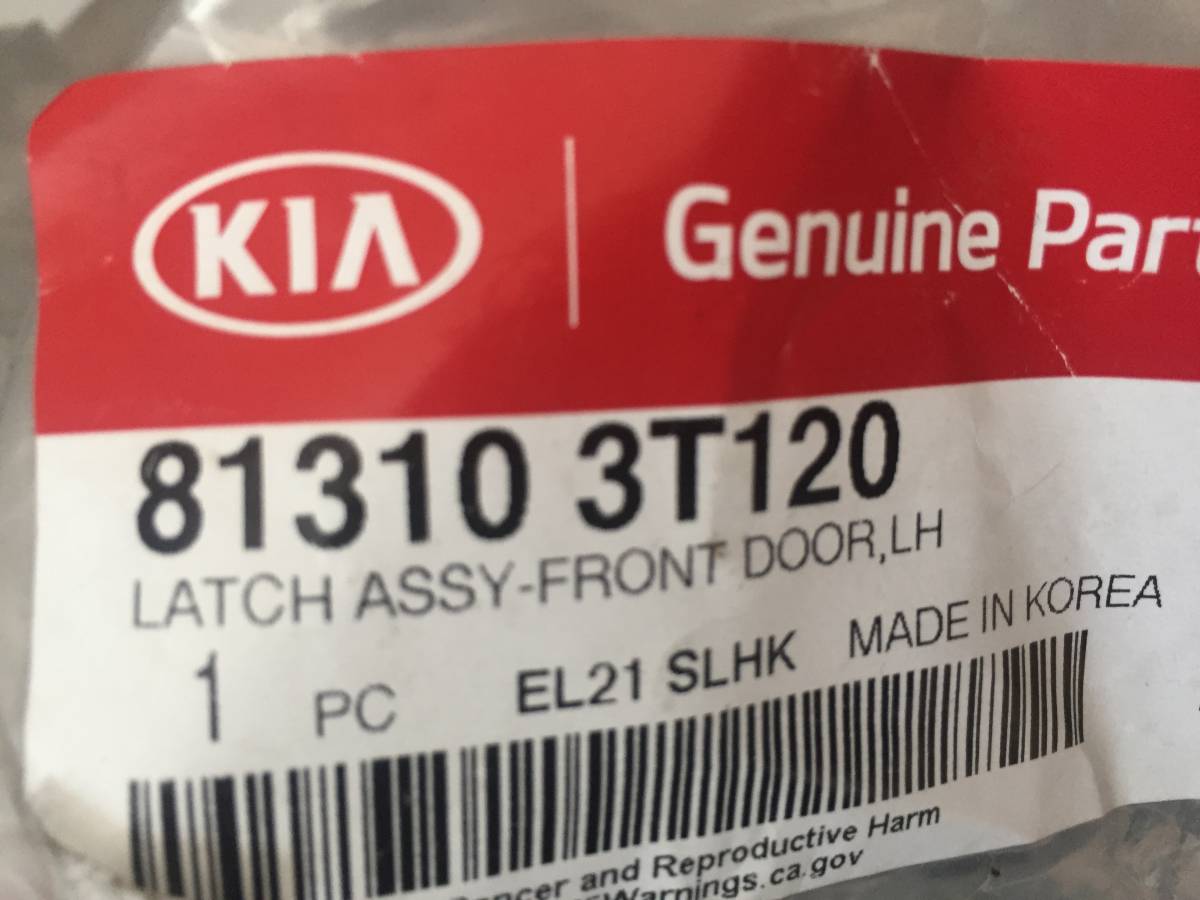 KIA Genuine Part
81310 3T120
LATCH ASSY-FRONT DOOR,LH
1 PC EL21 SLHK MADE IN KOREA
and Reproductive Harm
Warnings.ca.gov